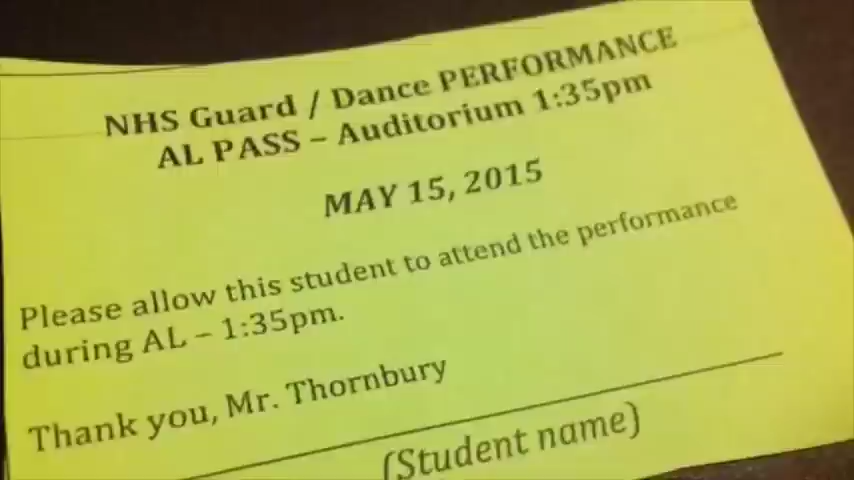 NHS Guard / Dance PERFORMANCE
AL PASS – Auditorium 1:35pm
MAY 15, 2015
Please allow this student to attend the performance
during AL – 1:35pm.
Thank you, Mr. Thornbury
(Student name)